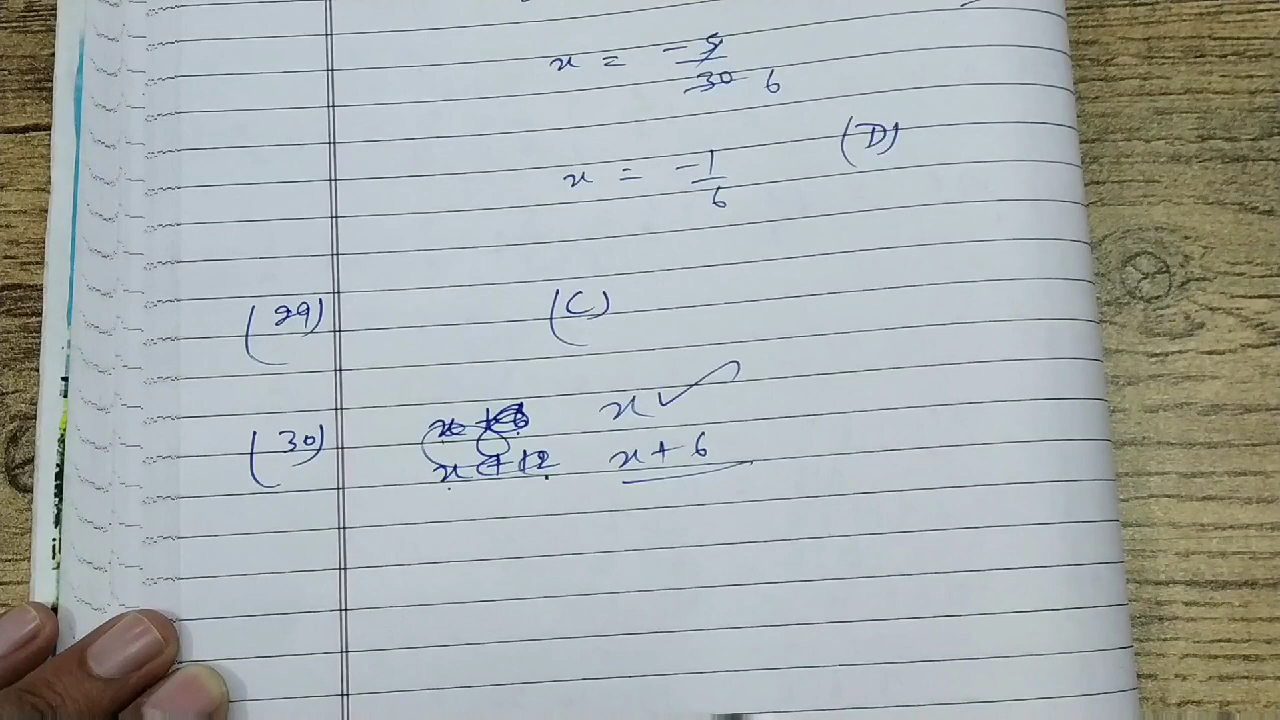 x = -5/30 6
x = -1/6 (D)
(29) (C)
x ✓
(30) x + 12 x + 6